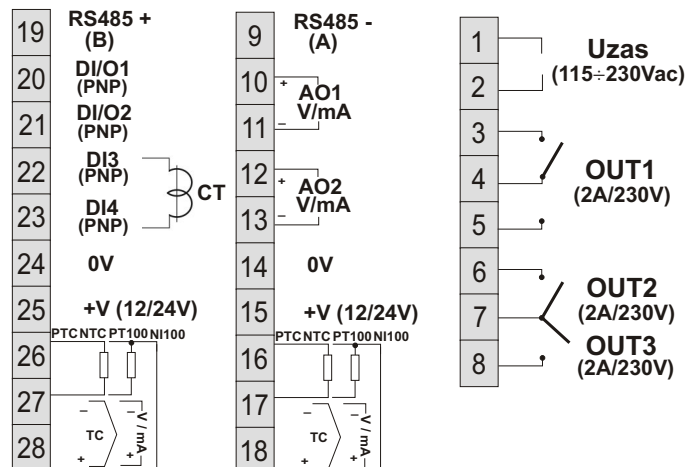 19 RS485 +
(B)
20 DI/O1
(PNP)
21 DI/O2
(PNP)
22 DI3
(PNP)
CT
23 DI4
(PNP)
24 0V
25 +V (12/24V)
PTC NTC PT100 NI100
26
27
– –
28 TC V / mA
+ +
9 RS485 -
(A)
10 + AO1
V/mA
11 –
12 + AO2
V/mA
13 –
14 0V
15 +V (12/24V)
PTC NTC PT100 NI100
16
17
– –
18 TC V / mA
+ +
1 Uzas
2 (115÷230Vac)
3
4 OUT1
(2A/230V)
5
6 OUT2
7 (2A/230V)
OUT3
8 (2A/230V)